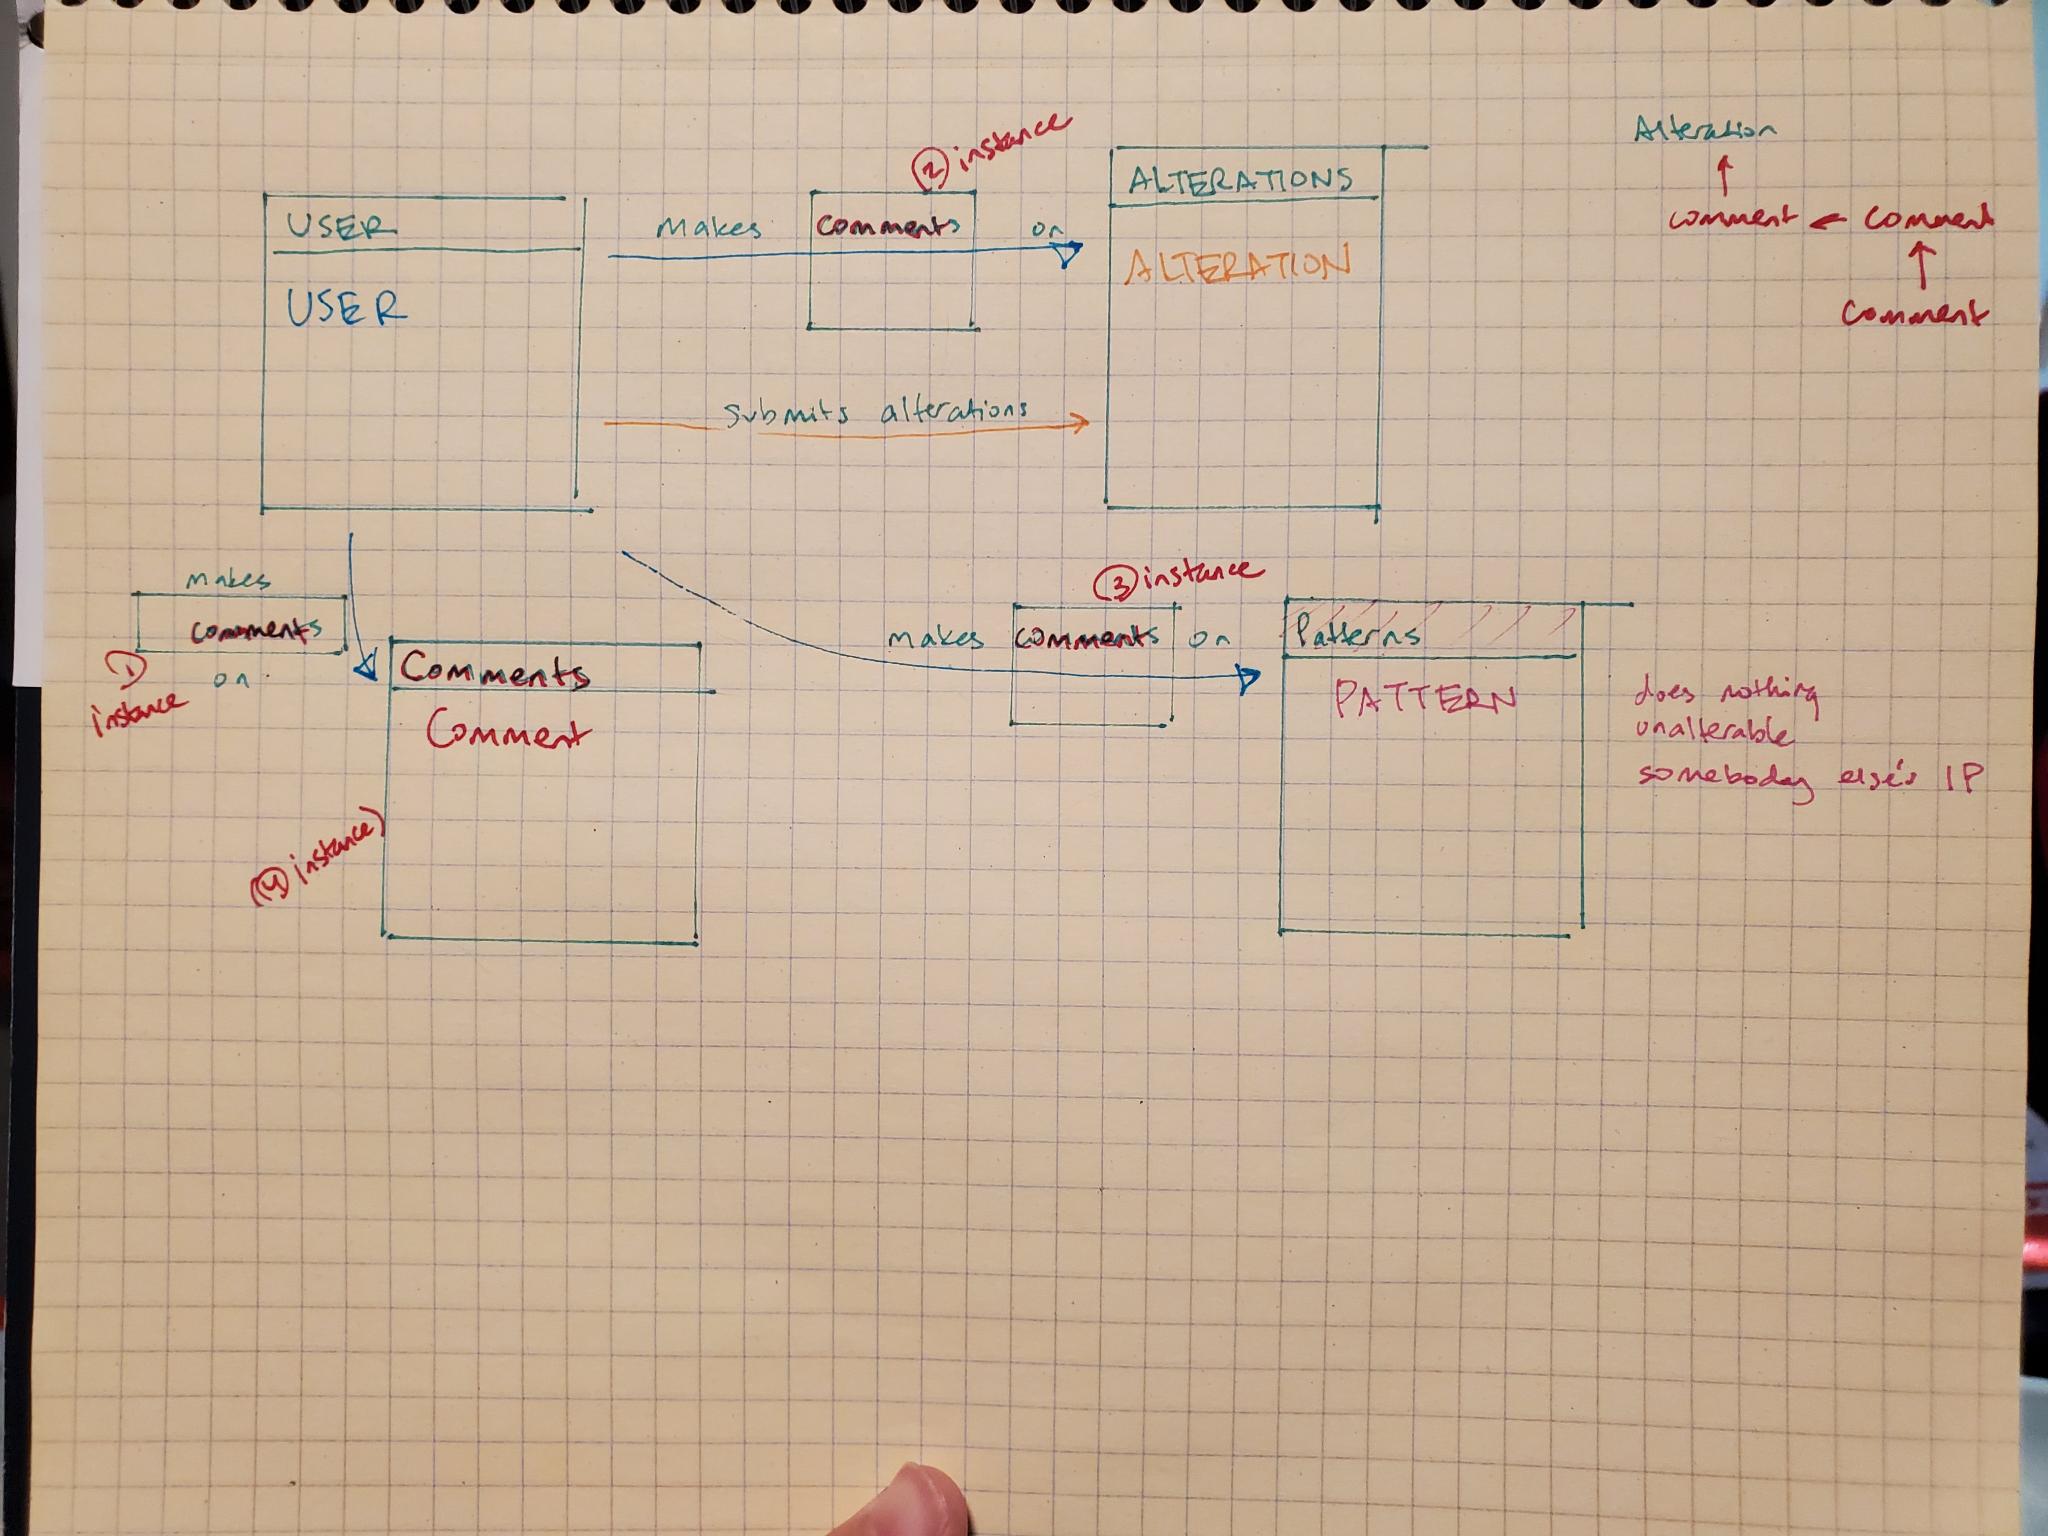 ② instance
Alteration
ALTERATIONS
USER
makes comments on
comment ← comment
ALTERATION
USER
comment
submits alterations
③ instance
makes
comments
makes comments on
Patterns
① instance
on
Comments
PATTERN
does nothing
unalterable
somebody else's IP
Comment
(④ instance)